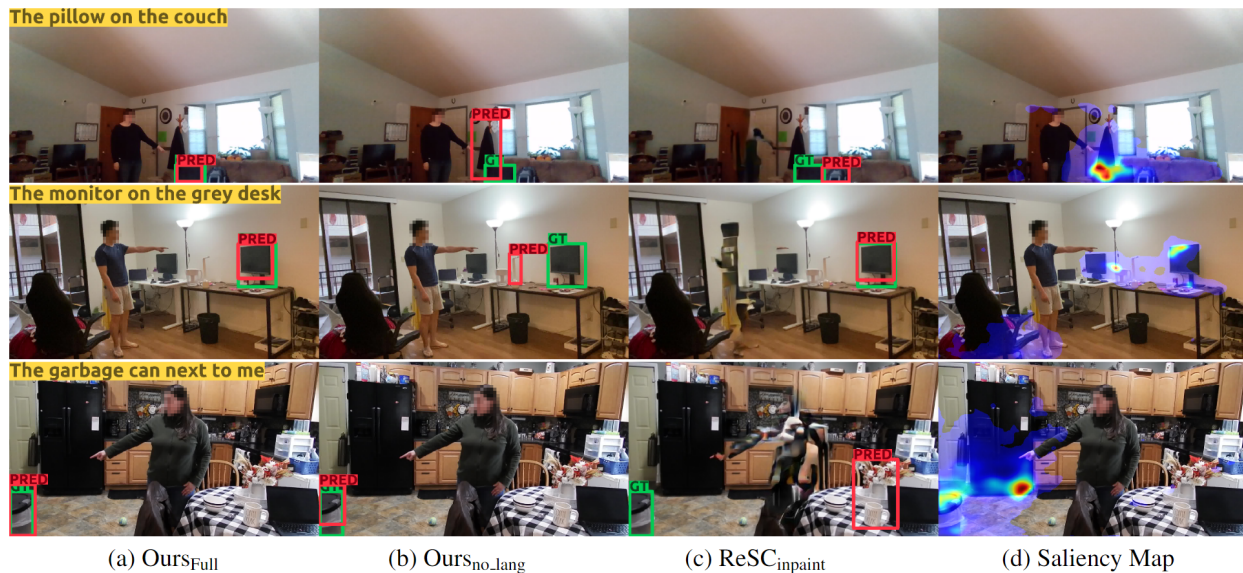 The pillow on the couch
PRED
PRED
GT
GT
PRED
The monitor on the grey desk
PRED
PRED
GT
PRED
The garbage can next to me
PRED
GT
PRED
GT
GT
PRED
(a) OursFull
(b) Oursno_lang
(c) ReSCinpaint
(d) Saliency Map